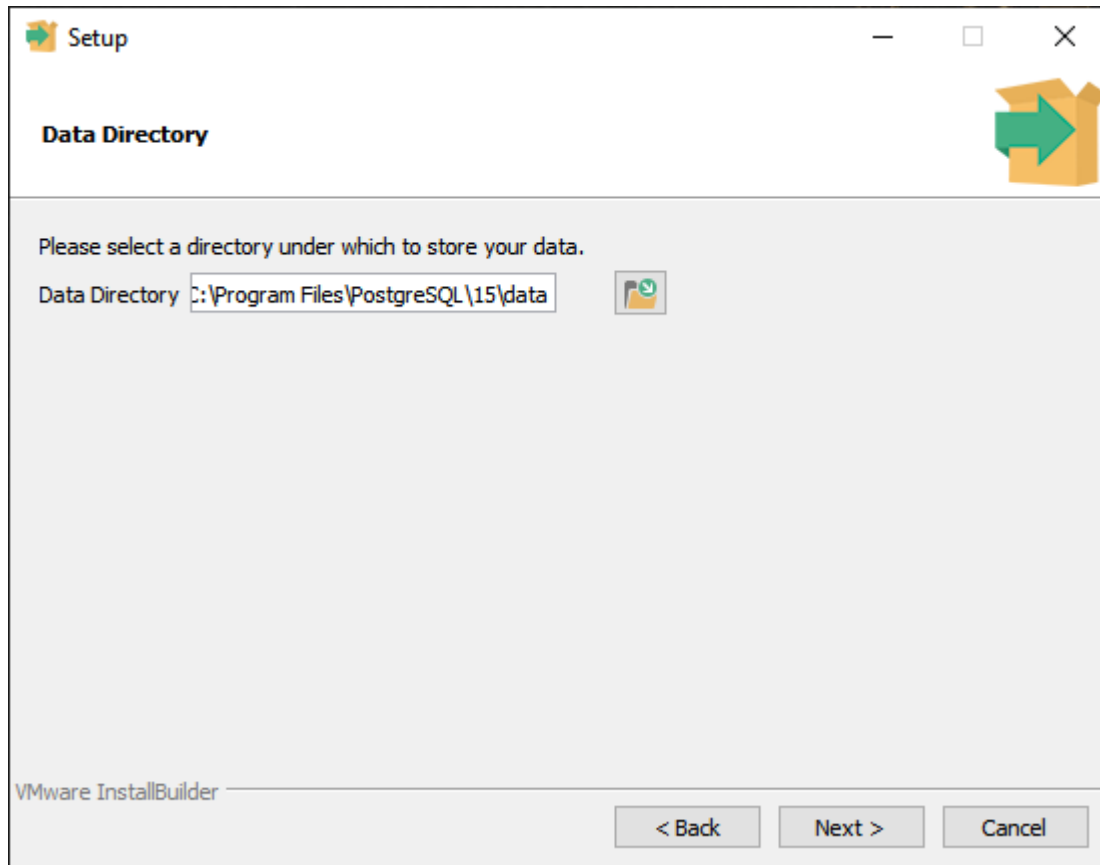 Setup
Data Directory
Please select a directory under which to store your data.
Data Directory C:\Program Files\PostgreSQL\15\data
VMware InstallBuilder
< Back Next > Cancel